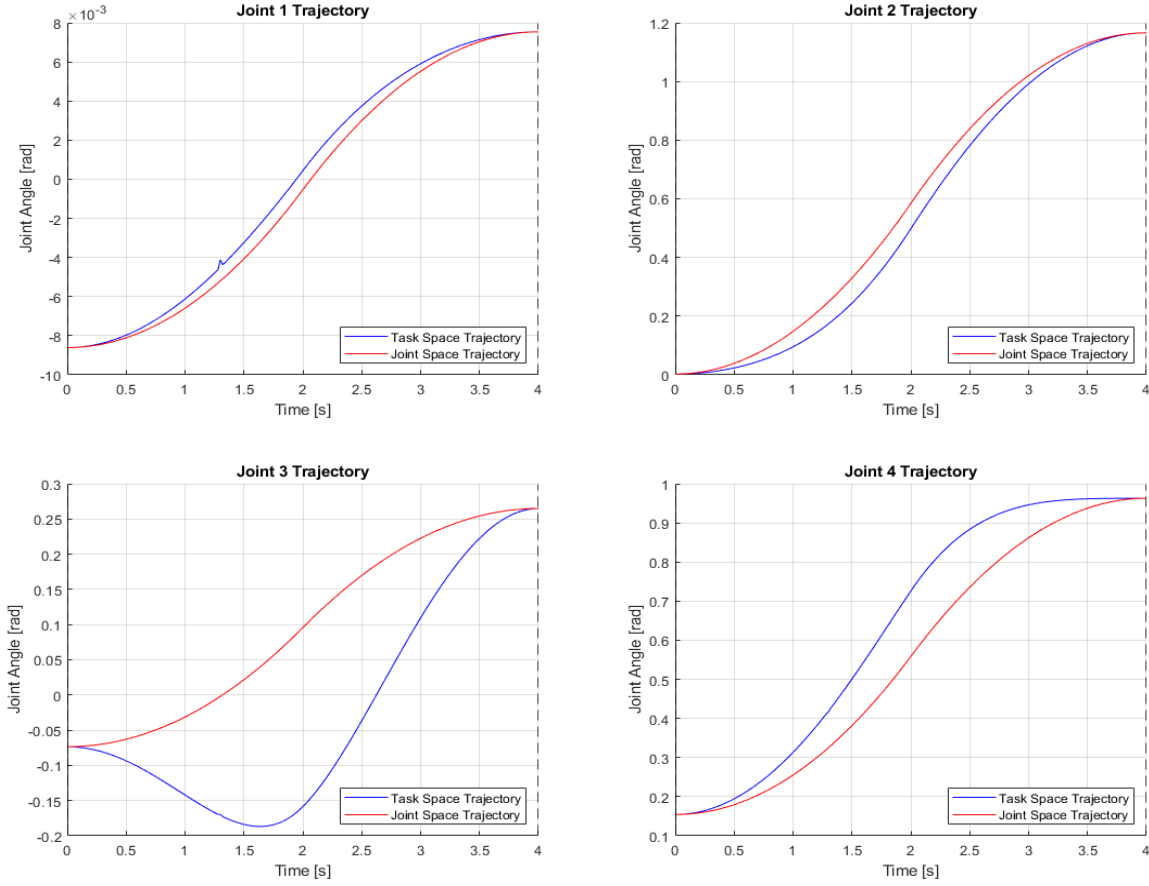 Joint 1 Trajectory
× 10⁻³
8
6
4
2
0
-2
-4
-6
-8
-10
Joint Angle [rad]
Task Space Trajectory
Joint Space Trajectory
0 0.5 1 1.5 2 2.5 3 3.5 4
Time [s]
Joint 2 Trajectory
1.2
1
0.8
0.6
0.4
0.2
0
Joint Angle [rad]
Task Space Trajectory
Joint Space Trajectory
0 0.5 1 1.5 2 2.5 3 3.5 4
Time [s]
Joint 3 Trajectory
0.3
0.25
0.2
0.15
0.1
0.05
0
-0.05
-0.1
-0.15
-0.2
Joint Angle [rad]
Task Space Trajectory
Joint Space Trajectory
0 0.5 1 1.5 2 2.5 3 3.5 4
Time [s]
Joint 4 Trajectory
1
0.9
0.8
0.7
0.6
0.5
0.4
0.3
0.2
0.1
Joint Angle [rad]
Task Space Trajectory
Joint Space Trajectory
0 0.5 1 1.5 2 2.5 3 3.5 4
Time [s]